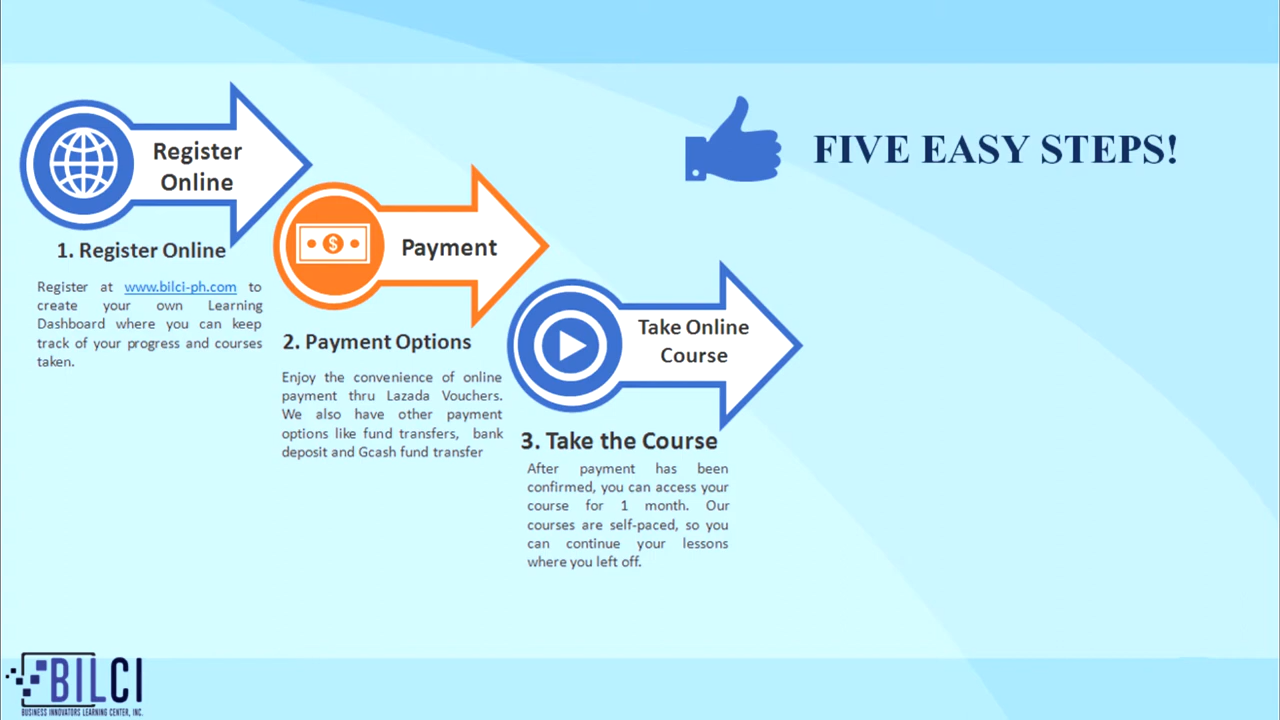 FIVE EASY STEPS!
Register
Online
1. Register Online
Register at www.bilci-ph.com to
create your own Learning
Dashboard where you can keep
track of your progress and courses
taken.
Payment
2. Payment Options
Enjoy the convenience of online
payment thru Lazada Vouchers.
We also have other payment
options like fund transfers, bank
deposit and Gcash fund transfer
Take Online
Course
3. Take the Course
After payment has been
confirmed, you can access your
course for 1 month. Our
courses are self-paced, so you
can continue your lessons
where you left off.
BILCI
BUSINESS INNOVATORS LEARNING CENTER, INC.